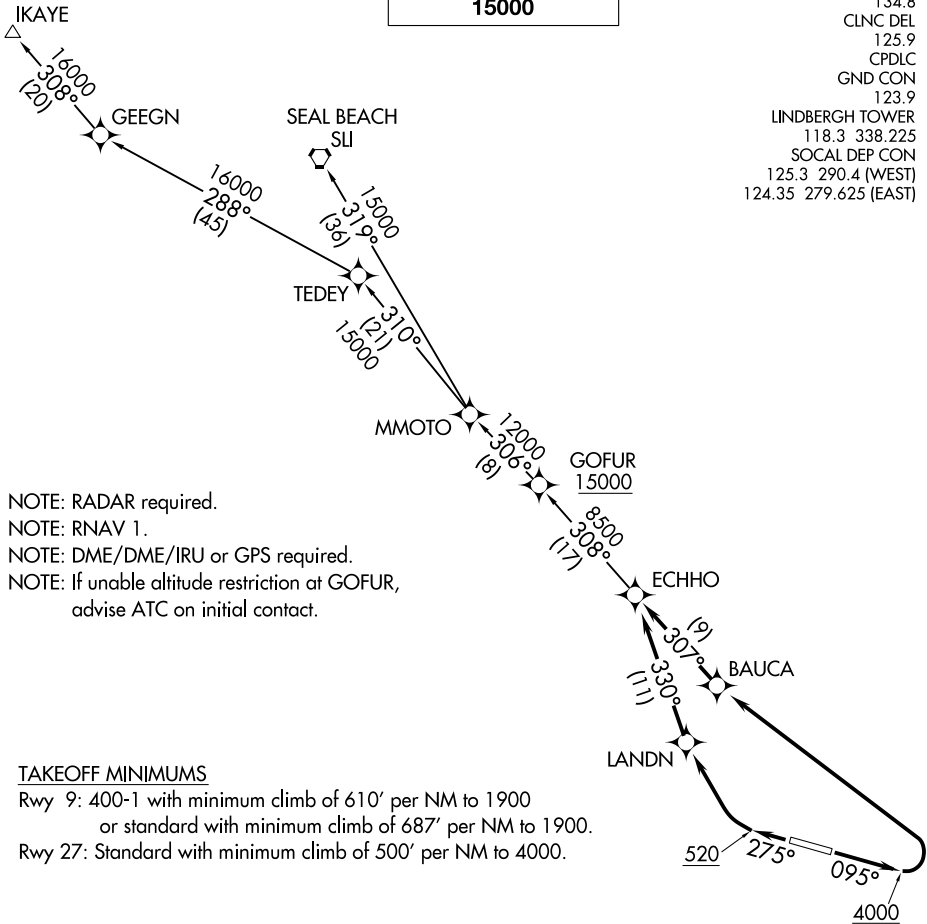 15000
134.8
CLNC DEL
125.9
CPDLC
GND CON
123.9
LINDBERGH TOWER
118.3 338.225
SOCAL DEP CON
125.3 290.4 (WEST)
124.35 279.625 (EAST)
IKAYE
16000
308°
(20)
GEEGN
SEAL BEACH
SLI
16000
288°
(45)
15000
319°
(36)
TEDEY
310°
(21)
15000
MMOTO
12000
306°
(8)
GOFUR
15000
8500
308°
(17)
ECHHO
NOTE: RADAR required.
NOTE: RNAV 1.
NOTE: DME/DME/IRU or GPS required.
NOTE: If unable altitude restriction at GOFUR,
advise ATC on initial contact.
(9)
307°
BAUCA
330°
(11)
LANDN
TAKEOFF MINIMUMS
Rwy 9: 400-1 with minimum climb of 610' per NM to 1900
or standard with minimum climb of 687' per NM to 1900.
Rwy 27: Standard with minimum climb of 500' per NM to 4000.
520
275°
095°
4000